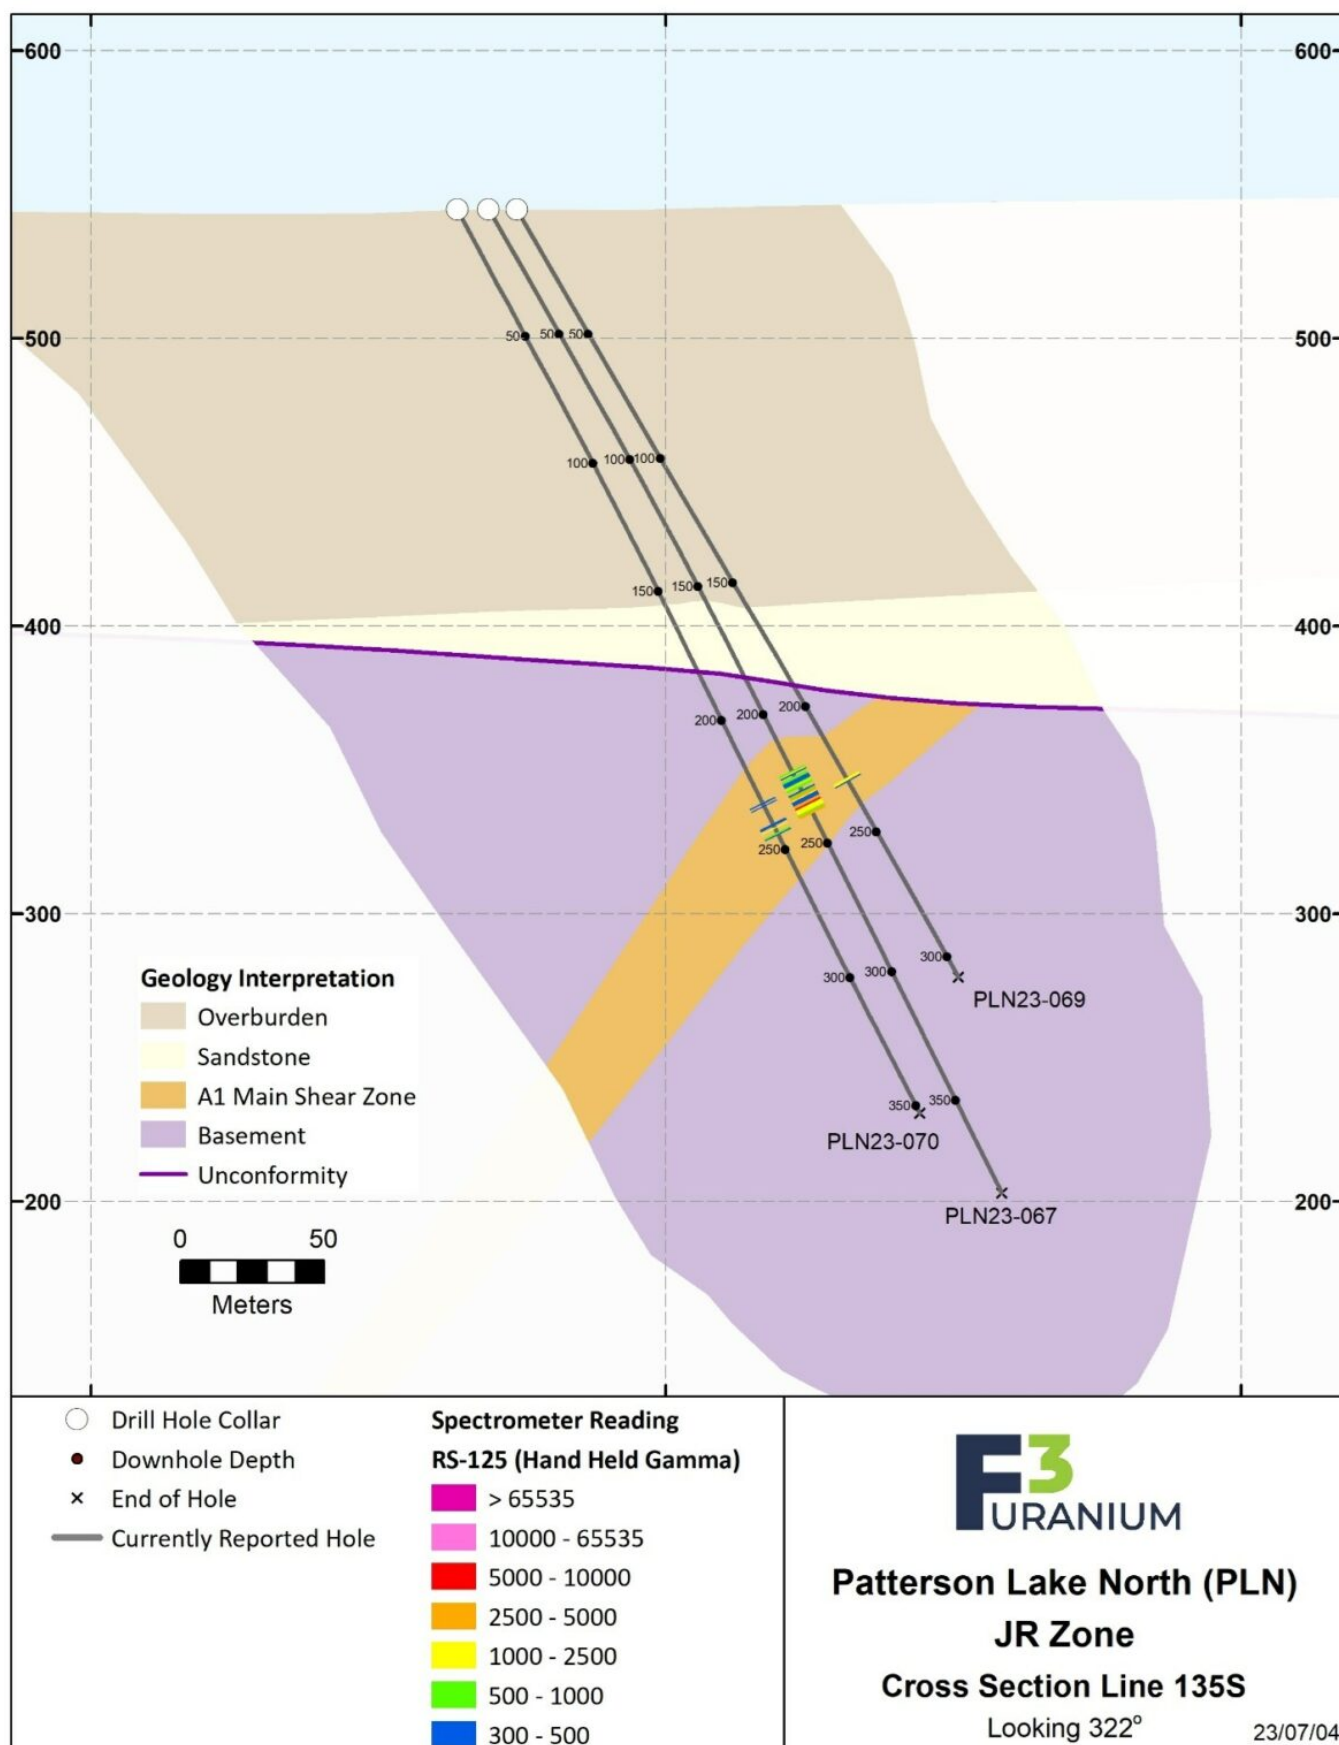 600 600
500 500
400 400
300 300
200 200
50 50 50
100 100 100
150 150 150
200 200 200
250 250 250
300 300 300
350 350
PLN23-069
PLN23-070
PLN23-067
Geology Interpretation
Overburden
Sandstone
A1 Main Shear Zone
Basement
Unconformity
0 50
Meters
Drill Hole Collar
Downhole Depth
End of Hole
Currently Reported Hole
Spectrometer Reading
RS-125 (Hand Held Gamma)
> 65535
10000 - 65535
5000 - 10000
2500 - 5000
1000 - 2500
500 - 1000
300 - 500
F3
URANIUM
Patterson Lake North (PLN)
JR Zone
Cross Section Line 135S
Looking 322°
23/07/04